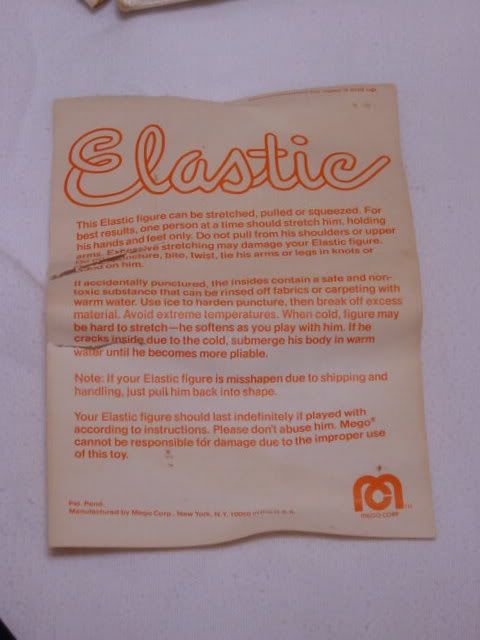 Elastic
This Elastic figure can be stretched, pulled or squeezed. For
best results, one person at a time should stretch him, holding
his hands and feet only. Do not pull from his shoulders or upper
arms. Excessive stretching may damage your Elastic figure.
puncture, bite, twist, tie his arms or legs in knots or
on him.
If accidentally punctured, the insides contain a safe and non-
toxic substance that can be rinsed off fabrics or carpeting with
warm water. Use ice to harden puncture, then break off excess
material. Avoid extreme temperatures. When cold, figure may
be hard to stretch—he softens as you play with him. If he
cracks inside due to the cold, submerge his body in warm
water until he becomes more pliable.
Note: If your Elastic figure is misshapen due to shipping and
handling, just pull him back into shape.
Your Elastic figure should last indefinitely if played with
according to instructions. Please don't abuse him. Mego®
cannot be responsible for damage due to the improper use
of this toy.
Pat. Pend.
Manufactured by Mego Corp., New York, N.Y. 10010
MEGO CORP